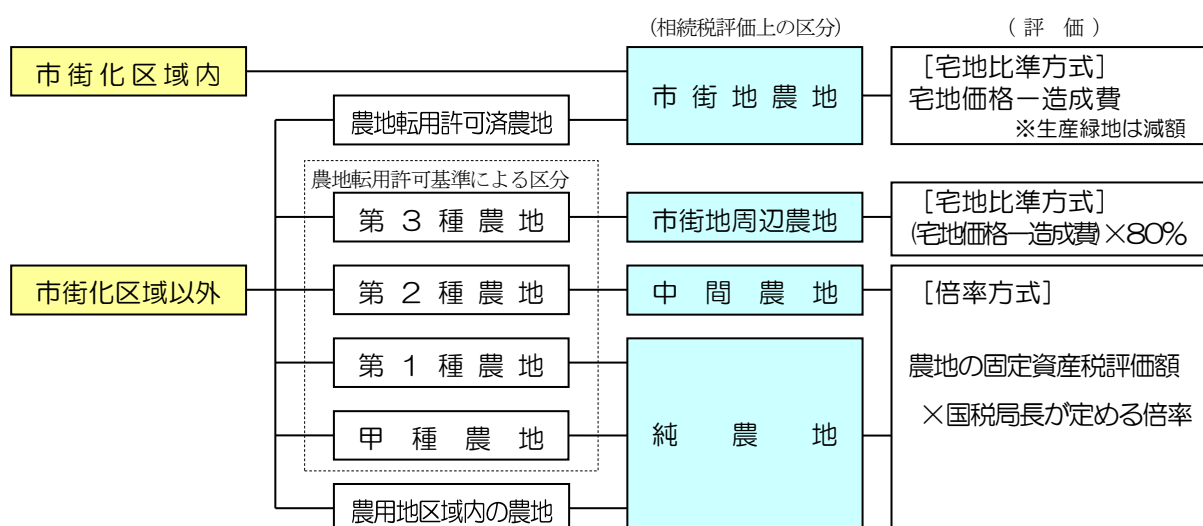 (相続税評価上の区分)
( 評 価 )
市街化区域内
市街地農地
[宅地比準方式]
宅地価格－造成費
※生産緑地は減額
農地転用許可済農地
農地転用許可基準による区分
第３種農地
市街地周辺農地
[宅地比準方式]
(宅地価格－造成費)×80%
市街化区域以外
第２種農地
中間農地
[倍率方式]
第１種農地
農地の固定資産税評価額
×国税局長が定める倍率
甲種農地
純農地
農用地区域内の農地